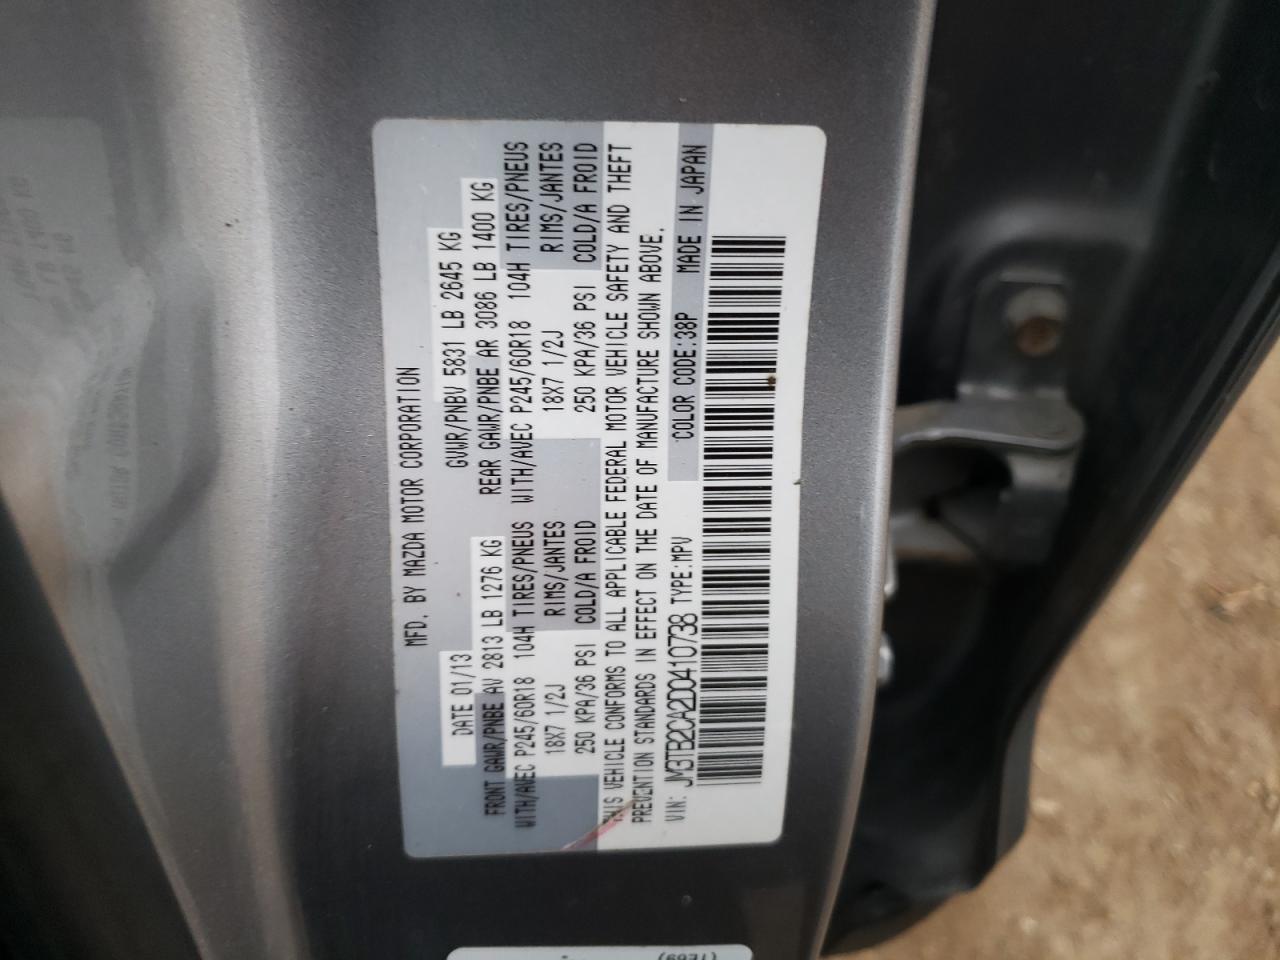 MFD. BY MAZDA MOTOR CORPORATION
DATE 01/13 GVWR/PNBV 5831 LB 2645 KG
FRONT GAWR/PNBE AV 2813 LB 1276 KG REAR GAWR/PNBE AR 3086 LB 1400 KG
WITH/AVEC P245/60R18 104H TIRES/PNEUS WITH/AVEC P245/60R18 104H TIRES/PNEUS
18X7 1/2J RIMS/JANTES 18X7 1/2J RIMS/JANTES
250 KPA/36 PSI COLD/A FROID 250 KPA/36 PSI COLD/A FROID
THIS VEHICLE CONFORMS TO ALL APPLICABLE FEDERAL MOTOR VEHICLE SAFETY AND THEFT
PREVENTION STANDARDS IN EFFECT ON THE DATE OF MANUFACTURE SHOWN ABOVE.
VIN: JM3TB2CA2D0410738 TYPE:MPV COLOR CODE:38P MADE IN JAPAN